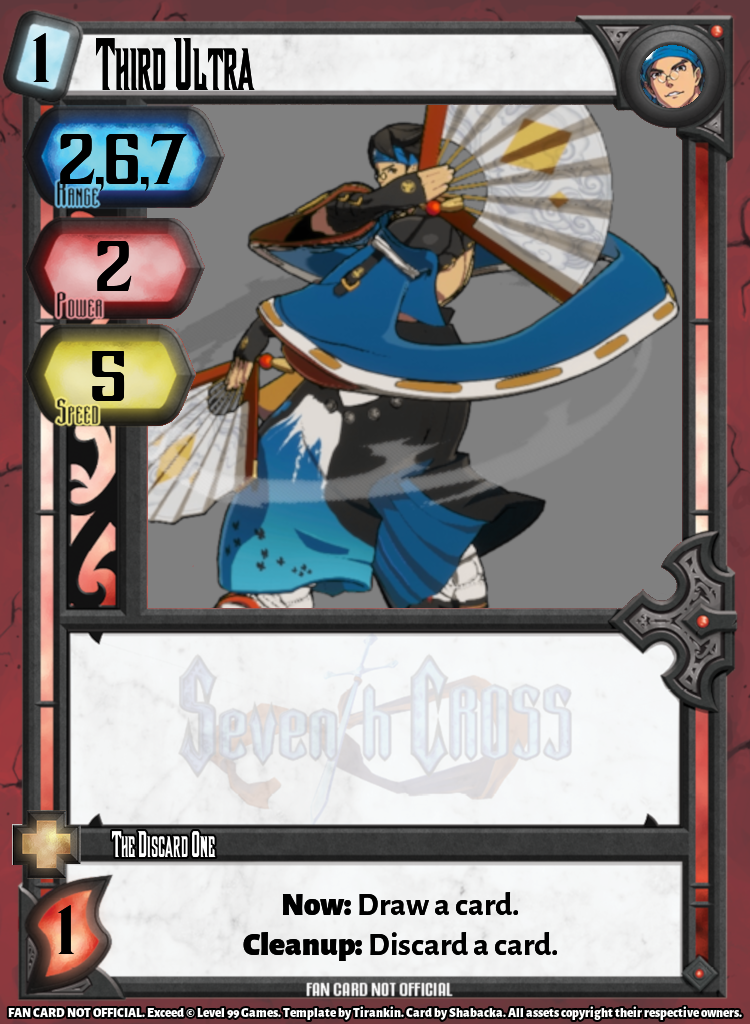 1
Third Ultra
2,6,7
Range
2
Power
5
Speed
Seventh Cross
The Discard One
1
Now: Draw a card.
Cleanup: Discard a card.
FAN CARD NOT OFFICIAL
FAN CARD NOT OFFICIAL. Exceed © Level 99 Games. Template by Tirankin. Card by Shabacka. All assets copyright their respective owners.